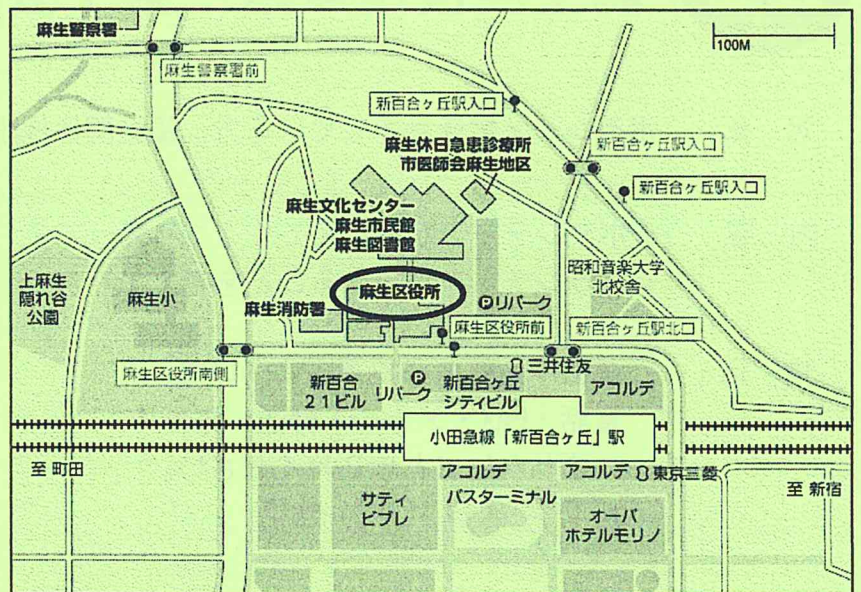 麻生警察署
100M
麻生警察署前
新百合ヶ丘駅入口
麻生休日急患診療所
市医師会麻生地区
新百合ヶ丘駅入口
新百合ヶ丘駅入口
麻生文化センター
麻生市民館
麻生図書館
昭和音楽大学
北校舎
上麻生
隠れ谷
公園
麻生小
麻生区役所
麻生消防署
Pリパーク
麻生区役所前
新百合ヶ丘駅北口
麻生区役所南側
三井住友
新百合
21ビル
P
リパーク
新百合ヶ丘
シティビル
アコルデ
小田急線「新百合ヶ丘」駅
至 町田
アコルデ
アコルデ
東京三菱
至 新宿
サティ
ビブレ
バスターミナル
オーパ
ホテルモリノ